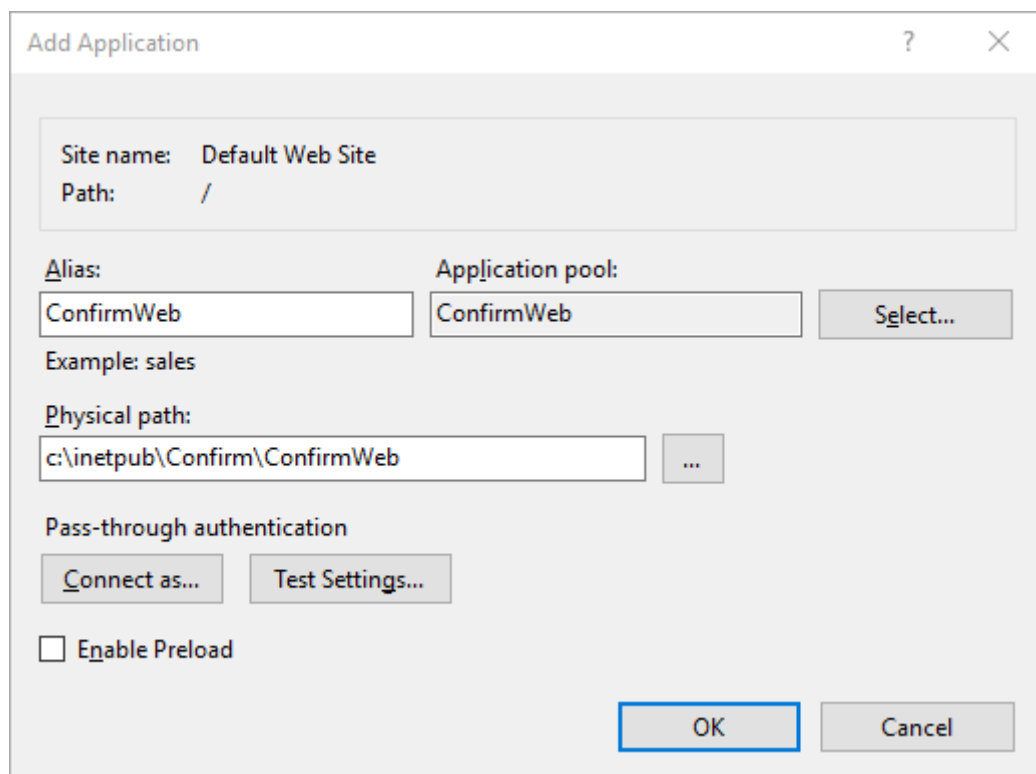 Add Application ?
Site name: Default Web Site
Path: /
Alias: Application pool:
ConfirmWeb ConfirmWeb Select...
Example: sales
Physical path:
c:\inetpub\Confirm\ConfirmWeb ...
Pass-through authentication
Connect as... Test Settings...
Enable Preload
OK Cancel